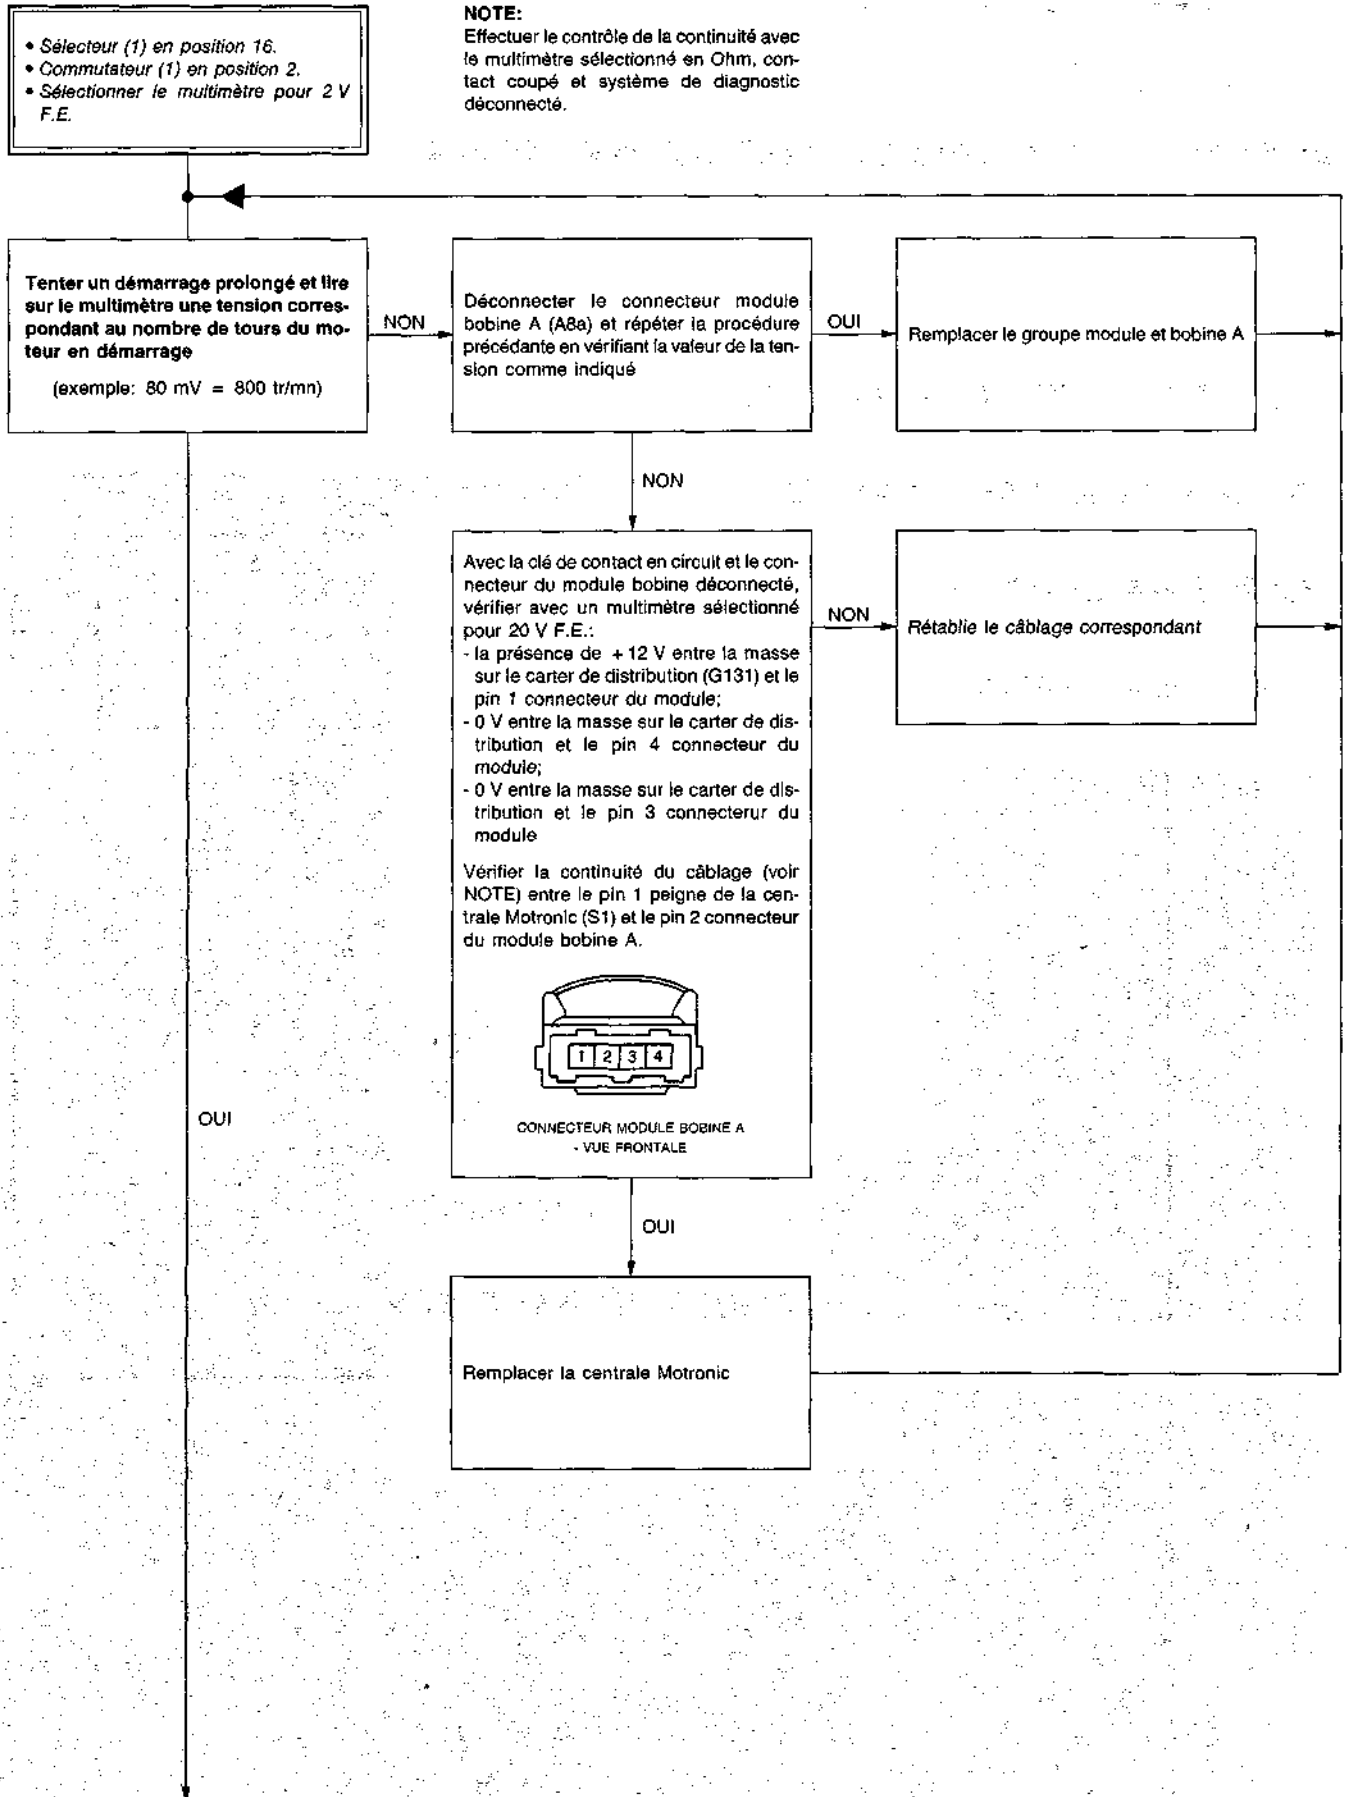 • Sélecteur (1) en position 16.
• Commutateur (1) en position 2.
• Sélectionner le multimètre pour 2 V
F.E.
NOTE:
Effectuer le contrôle de la continuité avec
le multimètre sélectionné en Ohm, con-
tact coupé et système de diagnostic
déconnecté.
Tenter un démarrage prolongé et lire
sur le multimètre une tension corres-
pondant au nombre de tours du mo-
teur en démarrage
(exemple: 80 mV = 800 tr/mn)
NON
Déconnecter le connecteur module
bobine A (A8a) et répéter la procédure
précédante en vérifiant la valeur de la ten-
sion comme indiqué
OUI
Remplacer le groupe module et bobine A
NON
Avec la clé de contact en circuit et le con-
necteur du module bobine déconnecté,
vérifier avec un multimètre sélectionné
pour 20 V F.E.:
- la présence de + 12 V entre la masse
sur le carter de distribution (G131) et le
pin 1 connecteur du module;
- 0 V entre la masse sur le carter de dis-
tribution et le pin 4 connecteur du
module;
- 0 V entre la masse sur le carter de dis-
tribution et le pin 3 connecterur du
module
Vérifier la continuité du câblage (voir
NOTE) entre le pin 1 peigne de la cen-
trale Motronic (S1) et le pin 2 connecteur
du module bobine A.
NON
Rétablie le câblage correspondant
1 2 3 4
CONNECTEUR MODULE BOBINE A
- VUE FRONTALE
OUI
OUI
Remplacer la centrale Motronic